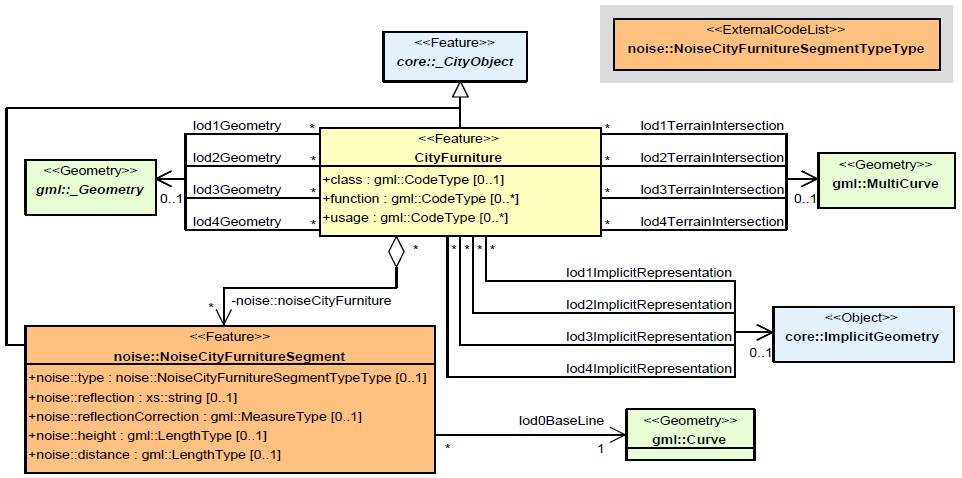 <<Feature>>
core::_CityObject
<<ExternalCodeList>>
noise::NoiseCityFurnitureSegmentTypeType
lod1Geometry
*
lod2Geometry
*
lod3Geometry
*
lod4Geometry
*
<<Geometry>>
gml::_Geometry
0..1
<<Feature>>
CityFurniture
+class : gml::CodeType [0..1]
+function : gml::CodeType [0..*]
+usage : gml::CodeType [0..*]
*
lod1TerrainIntersection
*
lod2TerrainIntersection
*
lod3TerrainIntersection
*
lod4TerrainIntersection
<<Geometry>>
gml::MultiCurve
0..1
*
*
*
*
*
lod1ImplicitRepresentation
lod2ImplicitRepresentation
lod3ImplicitRepresentation
lod4ImplicitRepresentation
<<Object>>
core::ImplicitGeometry
0..1
-noise::noiseCityFurniture
*
<<Feature>>
noise::NoiseCityFurnitureSegment
+noise::type : noise::NoiseCityFurnitureSegmentTypeType [0..1]
+noise::reflection : xs::string [0..1]
+noise::reflectionCorrection : gml::MeasureType [0..1]
+noise::height : gml::LengthType [0..1]
+noise::distance : gml::LengthType [0..1]
lod0BaseLine
*
1
<<Geometry>>
gml::Curve